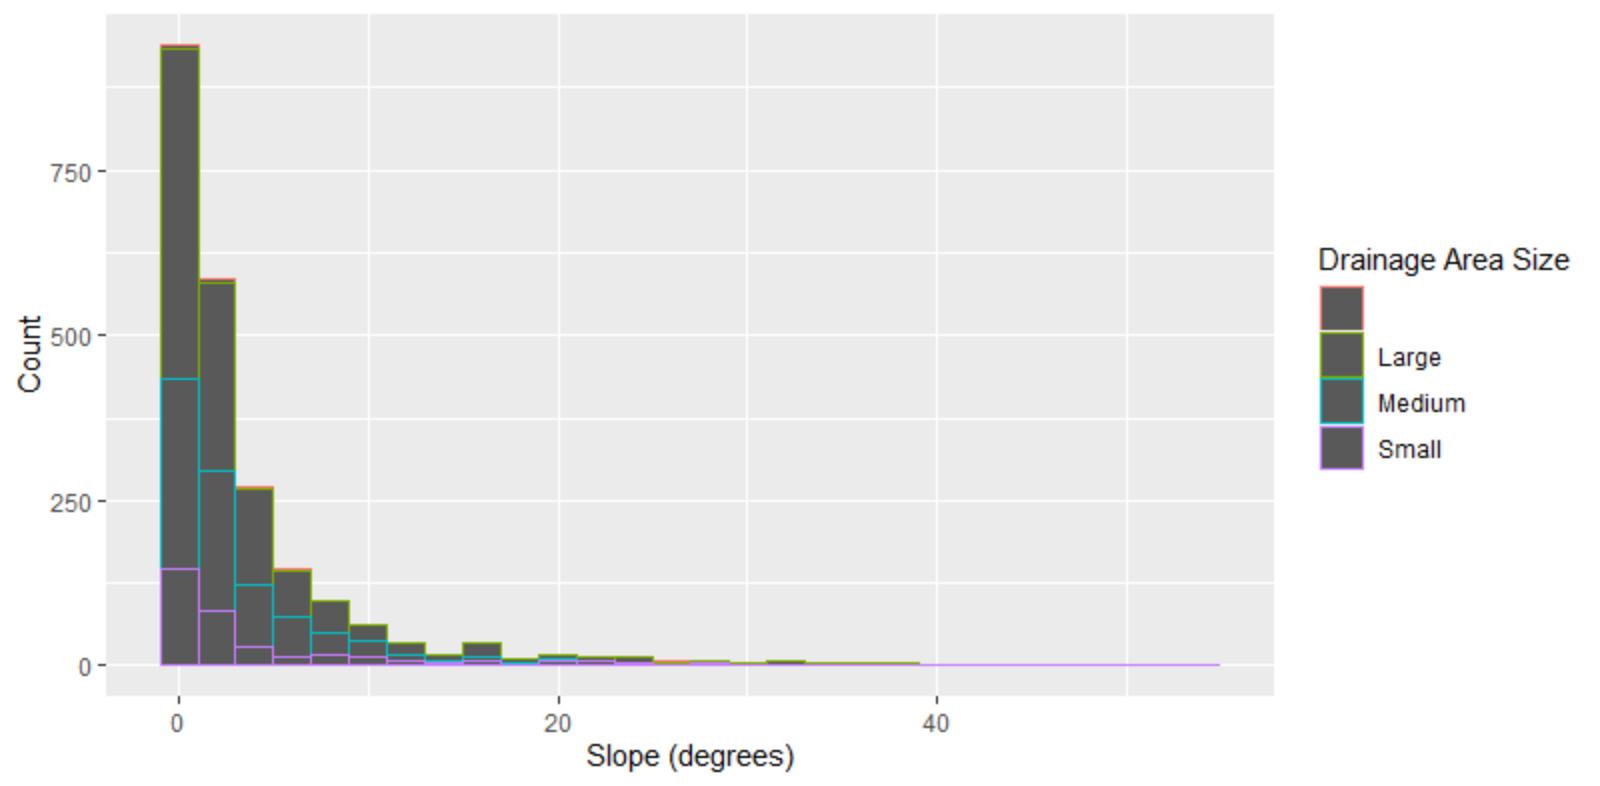 Count
750
500
250
0
0
20
40
Slope (degrees)
Drainage Area Size
Large
Medium
Small